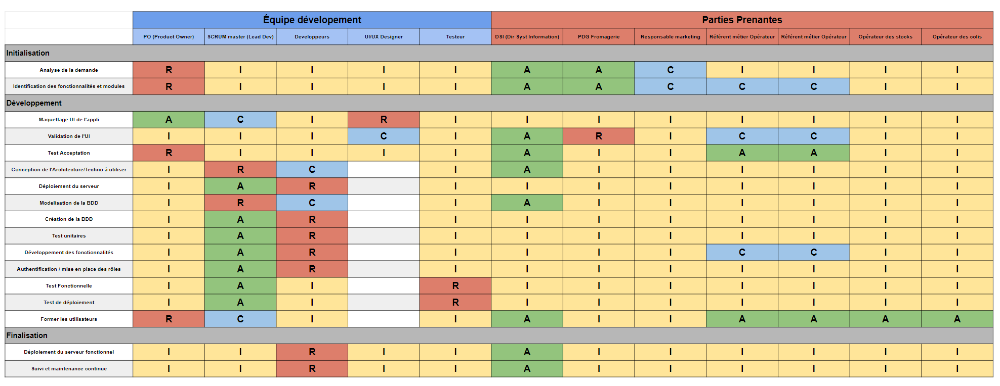 Équipe dévelopement Parties Prenantes
PO (Product Owner) SCRUM master (Lead Dev) Developpeurs UI/UX Designer Testeur DSI (Dir Syst Information) PDG Fromagerie Responsable marketing Référent métier Opérateur Référent métier Opérateur Opérateur des stocks Opérateur des colis
Initialisation
Analyse de la demande R I I I I A A C I I I I
Identification des fonctionnalités et modules R I I I I A A C C C I I
Développement
Maquettage UI de l'appli A C I R I I I I I I I I
Validation de l'UI I I I C I A R I C C I I
Test Acceptation R I I I I A I I A A I I
Conception de l'Architecture/Techno à utiliser I R C I A I I I I I I
Déploiement du serveur I A R I I I I I I I I
Modelisation de la BDD I R C I A I I I I I I
Création de la BDD I A R I I I I I I I I
Test unitaires I A R I I I I I I I I
Développement des fonctionnalités I A R I I I I C C I I
Authentification / mise en place des rôles I A R I I I I I I I I
Test Fonctionnelle I A I R I I I I I I I
Test de déploiement I A I R I I I I I I I
Former les utilisateurs R C I I A I I A A A A
Finalisation
Déploiement du serveur fonctionnel I I R I I A I I I I I I
Suivi et maintenance continue I I R I I A I I I I I I